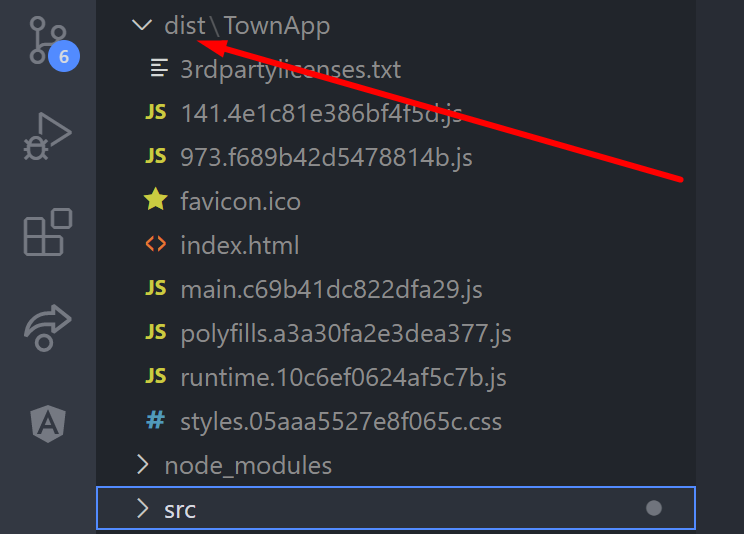 6
dist\TownApp
3rdpartylicenses.txt
JS 141.4e1c81e386bf4f5d.js
JS 973.f689b42d5478814b.js
favicon.ico
<> index.html
JS main.c69b41dc822dfa29.js
JS polyfills.a3a30fa2e3dea377.js
JS runtime.10c6ef0624af5c7b.js
# styles.05aaa5527e8f065c.css
node_modules
src